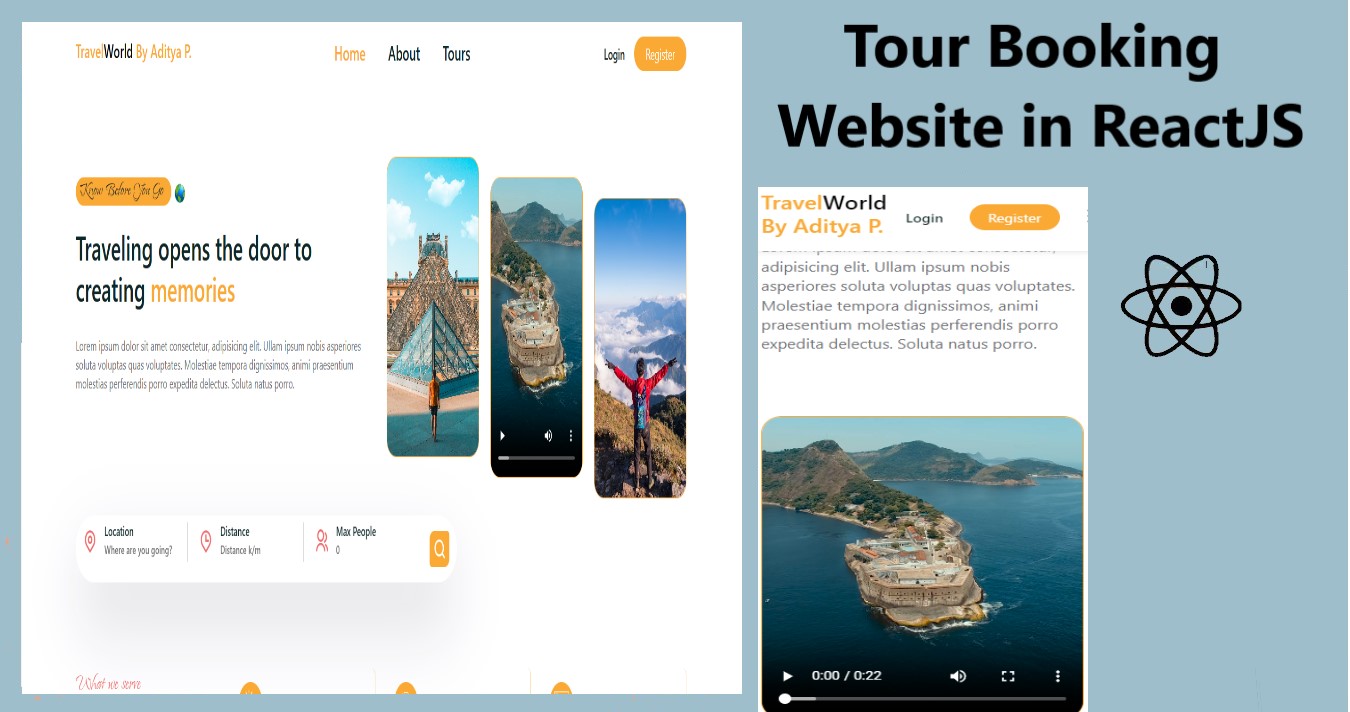 TravelWorld By Aditya P.
Home About Tours
Login Register
Know Before You Go
Traveling opens the door to
creating memories
Lorem ipsum dolor sit amet consectetur, adipisicing elit. Ullam ipsum nobis asperiores
soluta voluptas quas voluptates. Molestiae tempora dignissimos, animi praesentium
molestias perferendis porro expedita delectus. Soluta natus porro.
Location
Where are you going?
Distance
Distance k/m
Max People
0
What we serve
Tour Booking
Website in ReactJS
TravelWorld
By Aditya P.
Login Register
adipisicing elit. Ullam ipsum nobis
asperiores soluta voluptas quas voluptates.
Molestiae tempora dignissimos, animi
praesentium molestias perferendis porro
expedita delectus. Soluta natus porro.
0:00 / 0:22